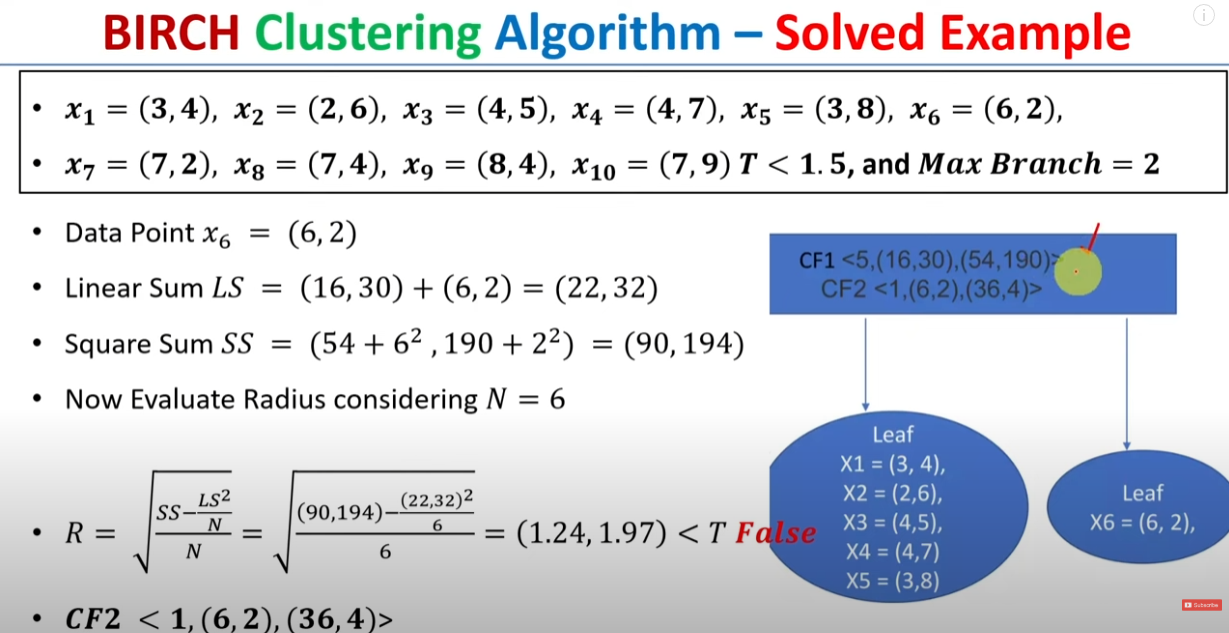 BIRCH Clustering Algorithm – Solved Example
• x₁ = (3, 4), x₂ = (2, 6), x₃ = (4, 5), x₄ = (4, 7), x₅ = (3, 8), x₆ = (6, 2),
• x₇ = (7, 2), x₈ = (7, 4), x₉ = (8, 4), x₁₀ = (7, 9) T < 1.5, and Max Branch = 2
• Data Point x₆ = (6, 2)
• Linear Sum LS = (16, 30) + (6, 2) = (22, 32)
• Square Sum SS = (54 + 6², 190 + 2²) = (90, 194)
• Now Evaluate Radius considering N = 6
• R = √((SS−LS²/N)/N) = √(((90,194)−(22,32)²/6)/6) = (1.24, 1.97) < T False
• CF2 < 1, (6, 2), (36, 4)>
CF1 <5,(16,30),(54,190)>
CF2 <1,(6,2),(36,4)>
Leaf
X1 = (3, 4),
X2 = (2,6),
X3 = (4,5),
X4 = (4,7)
X5 = (3,8)
Leaf
X6 = (6, 2),
Subscribe